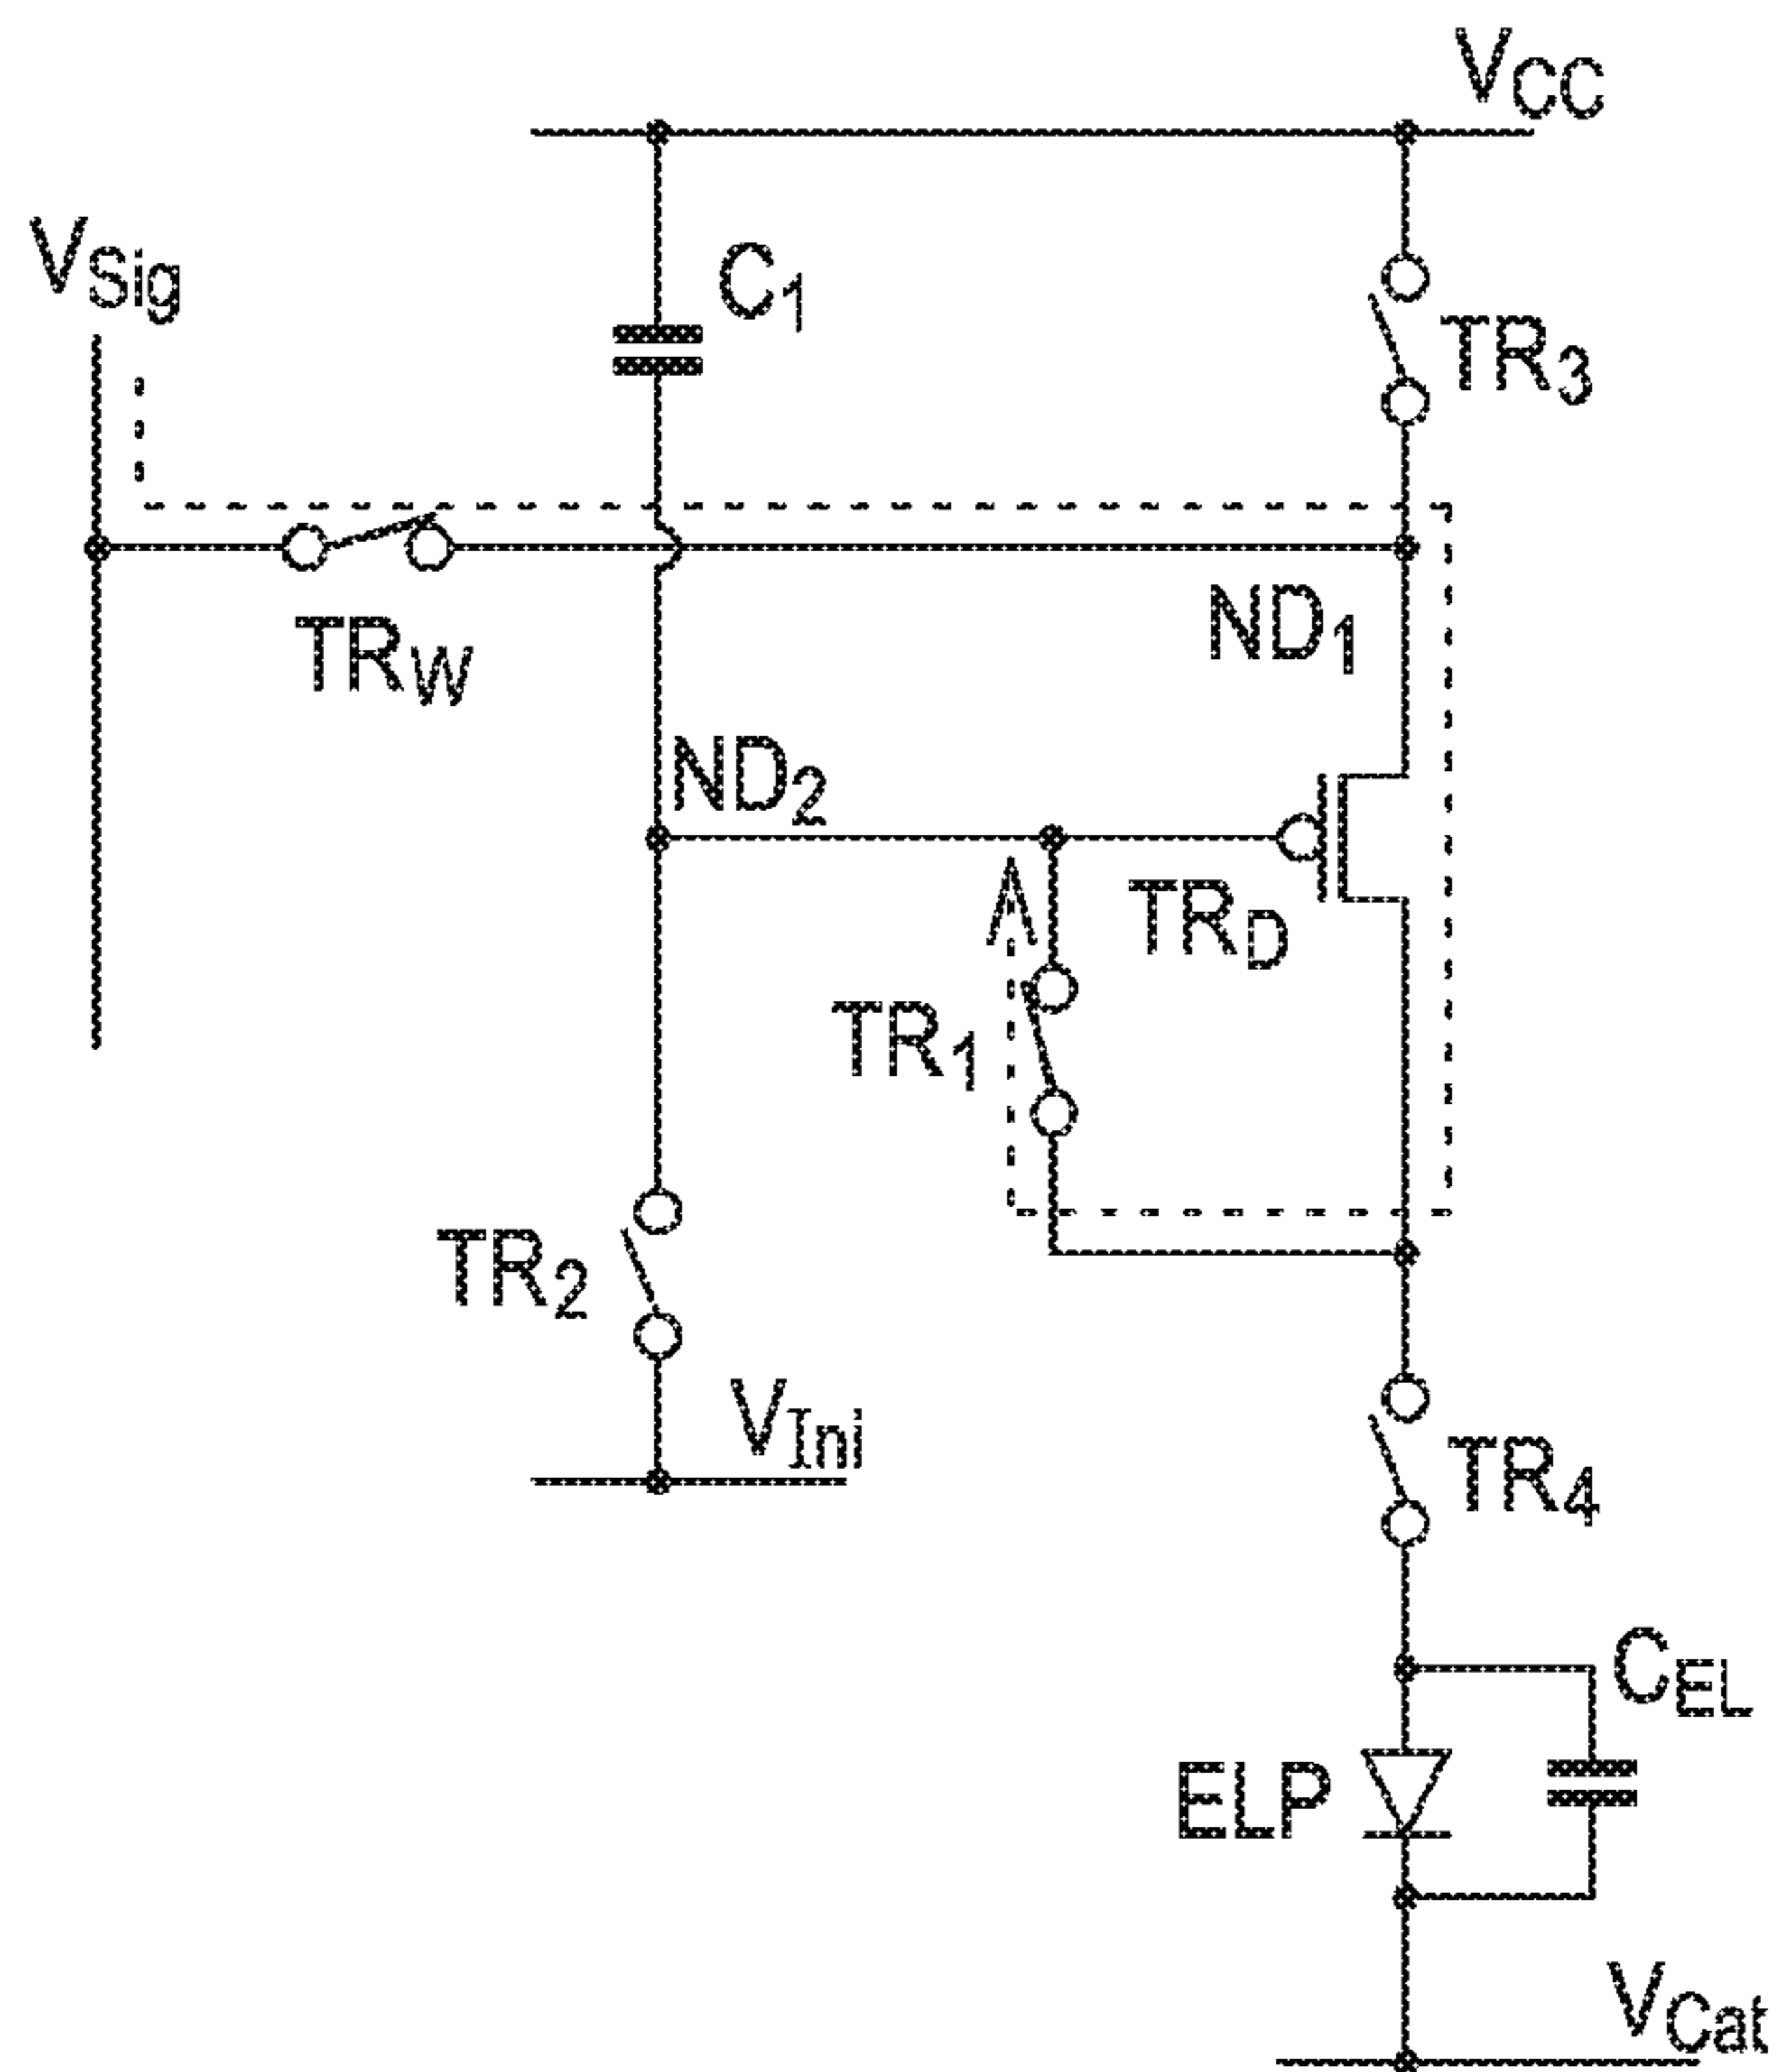 VCC
VSig
C1
TR3
TRW
ND1
ND2
TRD
TR1
TR2
VIni
TR4
CEL
ELP
VCat